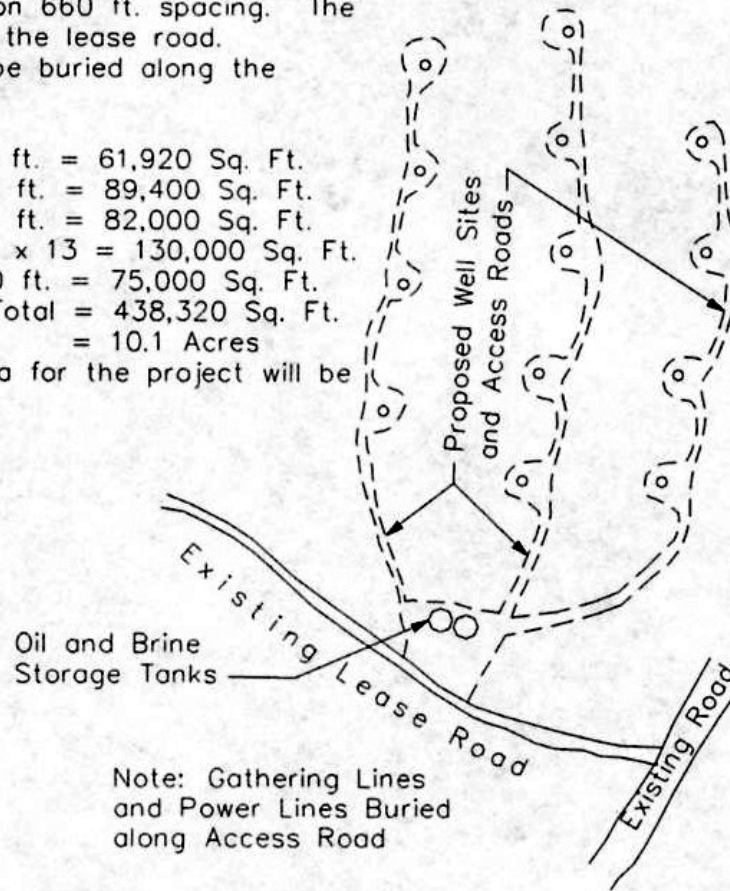 on 660 ft. spacing. The
the lease road.
be buried along the
ft. = 61,920 Sq. Ft.
ft. = 89,400 Sq. Ft.
ft. = 82,000 Sq. Ft.
x 13 = 130,000 Sq. Ft.
0 ft. = 75,000 Sq. Ft.
Total = 438,320 Sq. Ft.
= 10.1 Acres
a for the project will be
Proposed Well Sites
and Access Roads
Existing Lease Road
Oil and Brine
Storage Tanks
Existing Road
Note: Gathering Lines
and Power Lines Buried
along Access Road